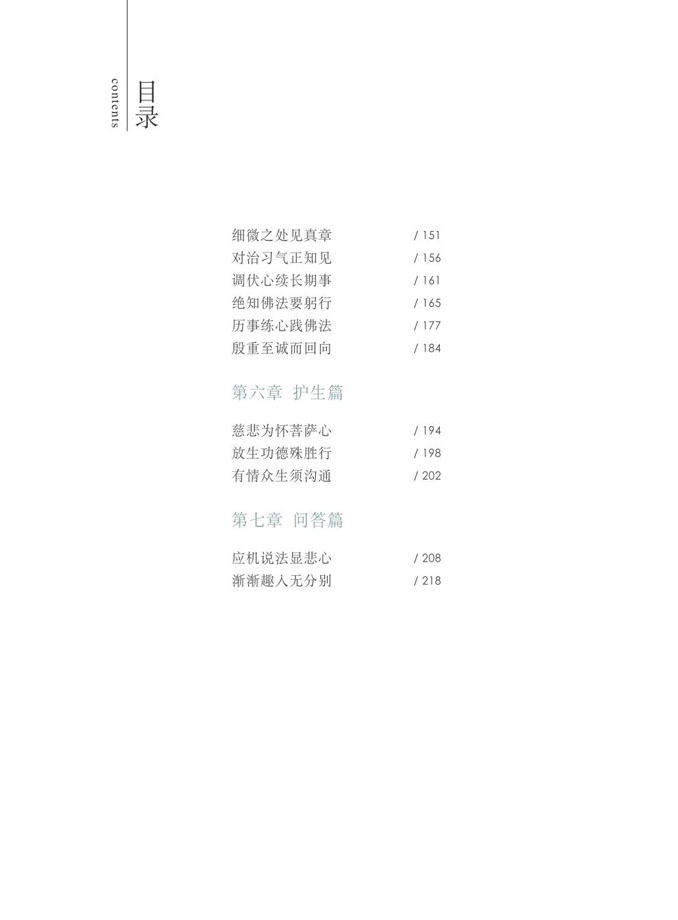 目录
contents
细微之处见真章 / 151
对治习气正知见 / 156
调伏心续长期事 / 161
绝知佛法要躬行 / 165
历事练心践佛法 / 177
殷重至诚而回向 / 184
第六章 护生篇
慈悲为怀菩萨心 / 194
放生功德殊胜行 / 198
有情众生须沟通 / 202
第七章 问答篇
应机说法显悲心 / 208
渐渐趣入无分别 / 218